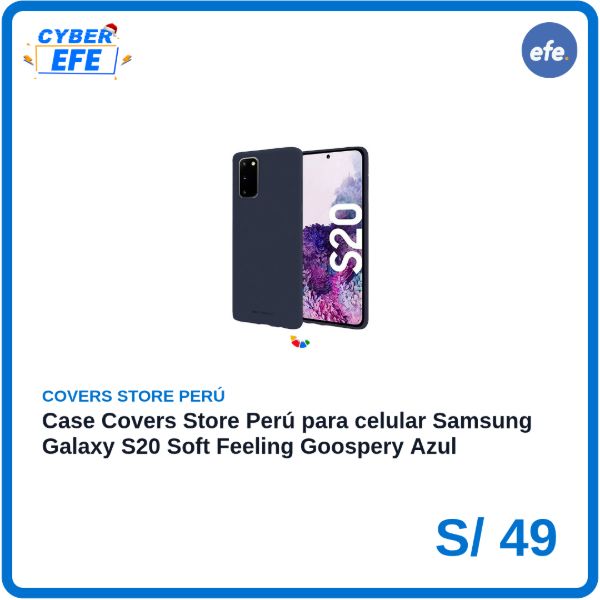 CYBER
EFE
efe.
S20
COVERS STORE PERÚ
Case Covers Store Perú para celular Samsung
Galaxy S20 Soft Feeling Goospery Azul
S/ 49